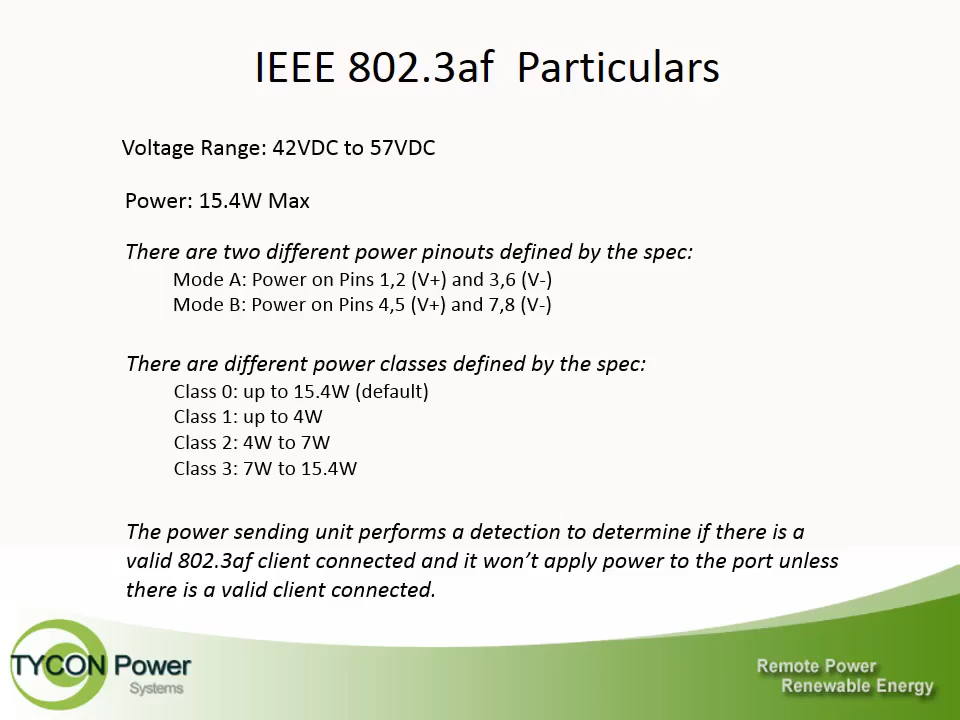 IEEE 802.3af  Particulars
Voltage Range: 42VDC to 57VDC
Power: 15.4W Max
There are two different power pinouts defined by the spec:
Mode A: Power on Pins 1,2 (V+) and 3,6 (V-)
Mode B: Power on Pins 4,5 (V+) and 7,8 (V-)
There are different power classes defined by the spec:
Class 0: up to 15.4W (default)
Class 1: up to 4W
Class 2: 4W to 7W
Class 3: 7W to 15.4W
The power sending unit performs a detection to determine if there is a
valid 802.3af client connected and it won’t apply power to the port unless
there is a valid client connected.
TYCON Power
Systems
Remote Power
Renewable Energy